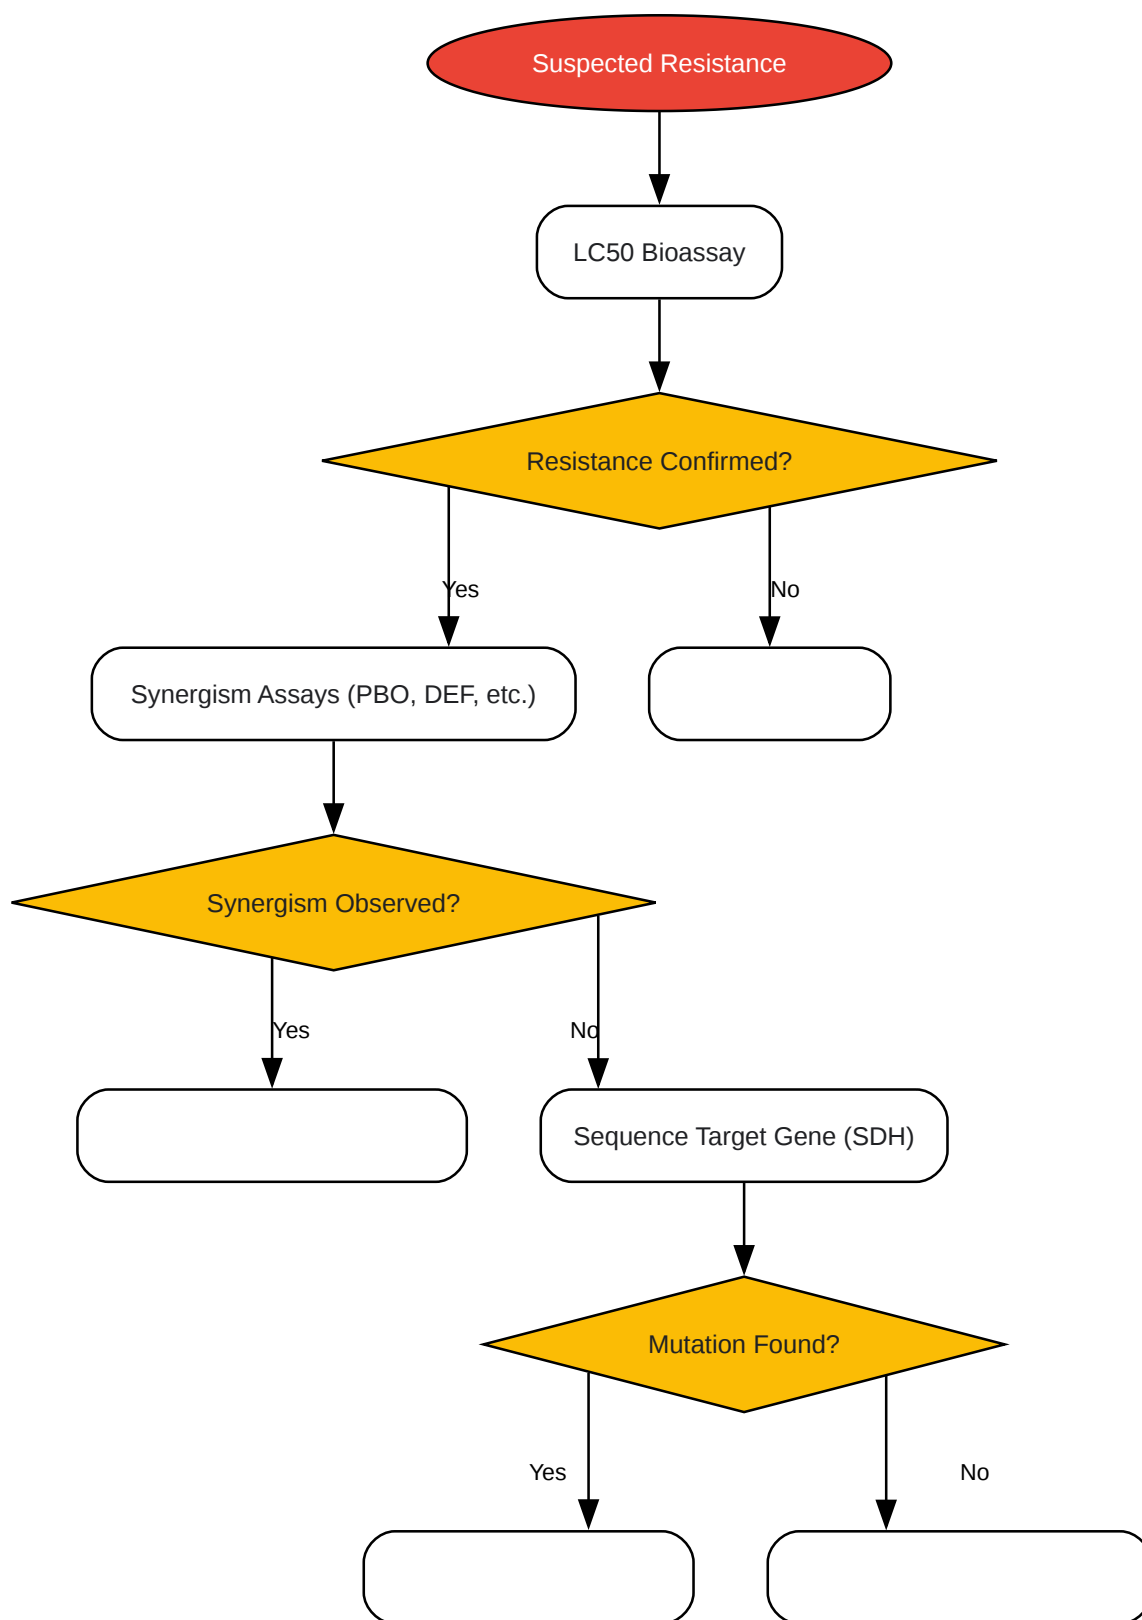 Suspected Resistance
LC50 Bioassay
Resistance Confirmed?
Yes
No
Synergism Assays (PBO, DEF, etc.)
Synergism Observed?
Yes
No
Sequence Target Gene (SDH)
Mutation Found?
Yes
No